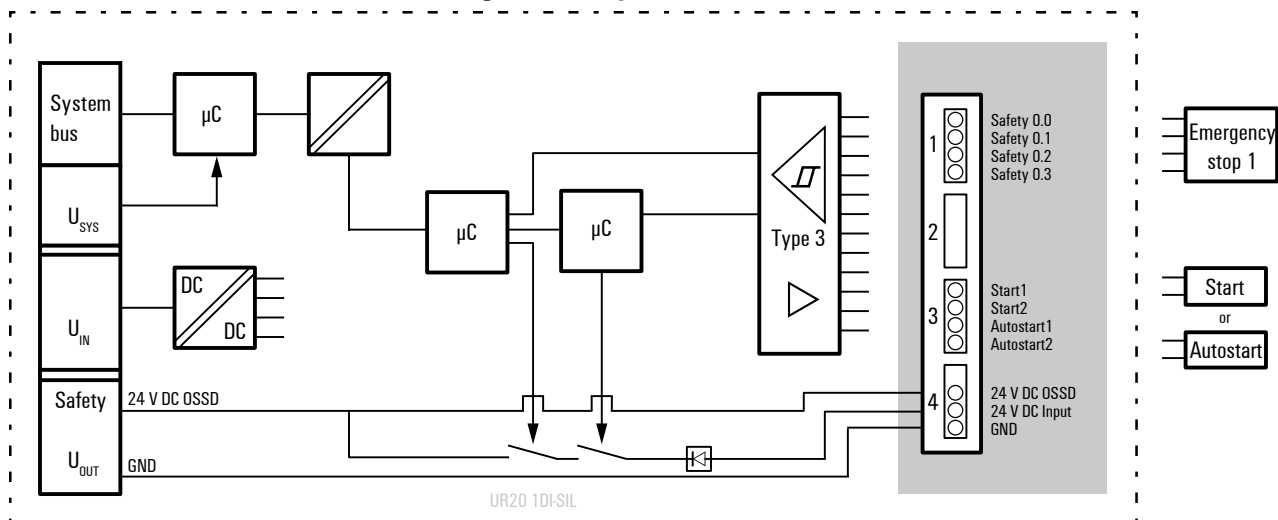 System
bus
U SYS
U IN
Safety
U OUT
µC
DC
DC
µC
µC
Type 3
24 V DC OSSD
GND
UR20 1DI-SIL
1
Safety 0.0
Safety 0.1
Safety 0.2
Safety 0.3
2
3
Start1
Start2
Autostart1
Autostart2
4
24 V DC OSSD
24 V DC Input
GND
Emergency
stop 1
Start
or
Autostart